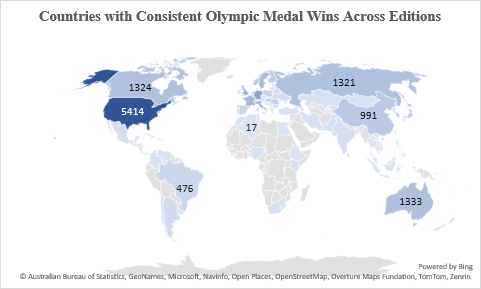 Countries with Consistent Olympic Medal Wins Across Editions
1324
1321
5414
991
17
476
1333
Powered by Bing
© Australian Bureau of Statistics, GeoNames, Microsoft, Navinfo, Open Places, OpenStreetMap, Overture Maps Fundation, TomTom, Zenrin